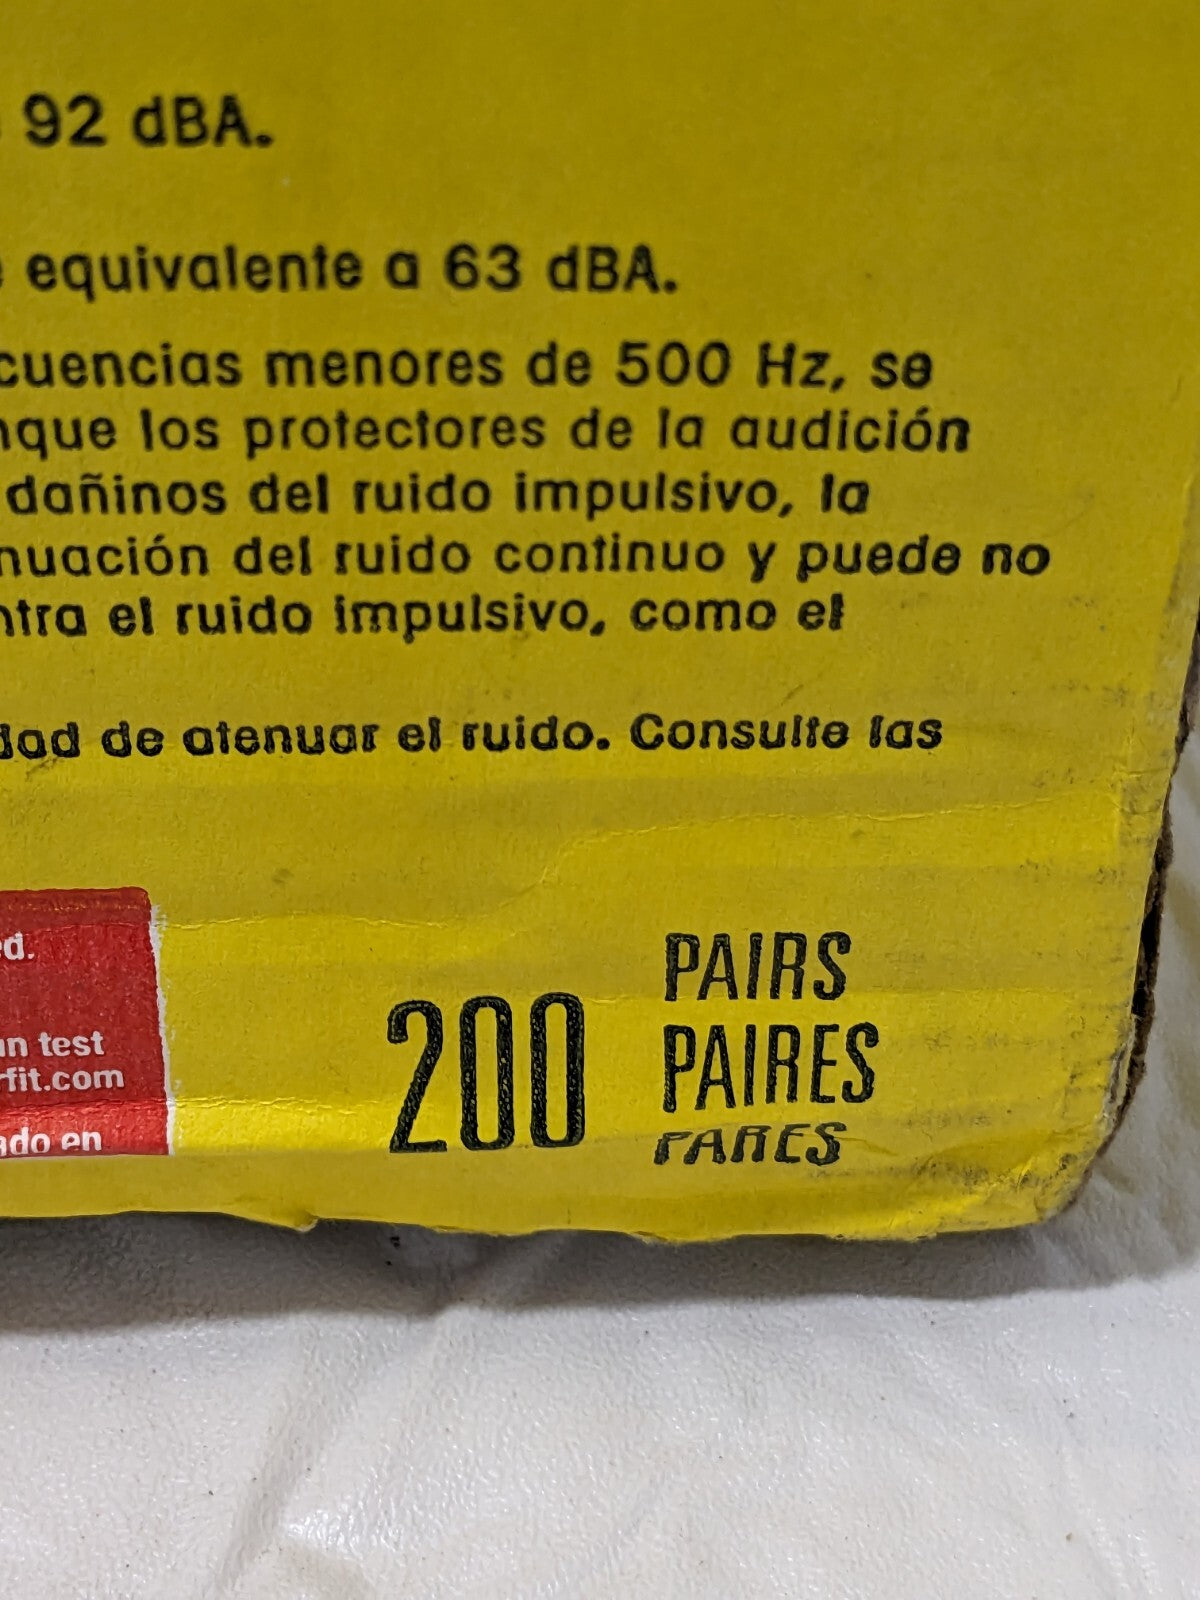 92 dBA.
equivalente a 63 dBA.
cuencias menores de 500 Hz, se
nque los protectores de la audición
dañinos del ruido impulsivo, la
nuación del ruido continuo y puede no
ntra el ruido impulsivo, como el
dad de atenuar el ruido. Consulte las
ed.
an test
rfit.com
ado en
200
PAIRS
PAIRES
PARES